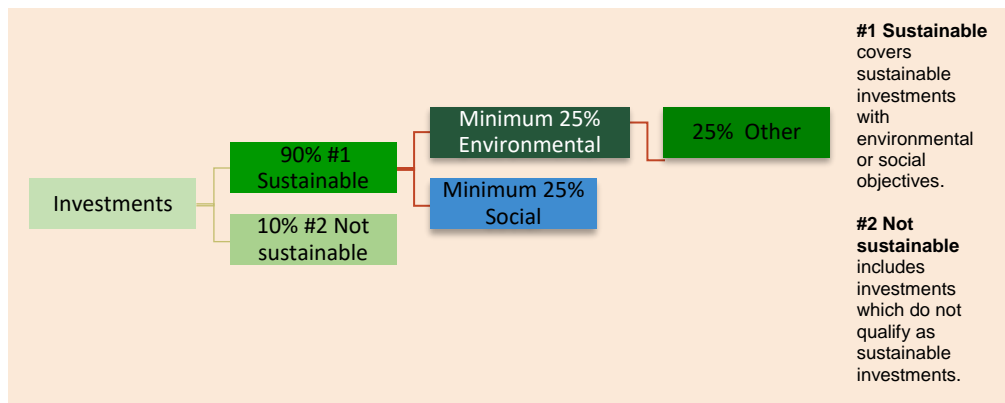 Investments
90% #1
Sustainable
10% #2 Not
sustainable
Minimum 25%
Environmental
Minimum 25%
Social
25%  Other
#1 Sustainable
covers
sustainable
investments
with
environmental
or social
objectives.
#2 Not
sustainable
includes
investments
which do not
qualify as
sustainable
investments.